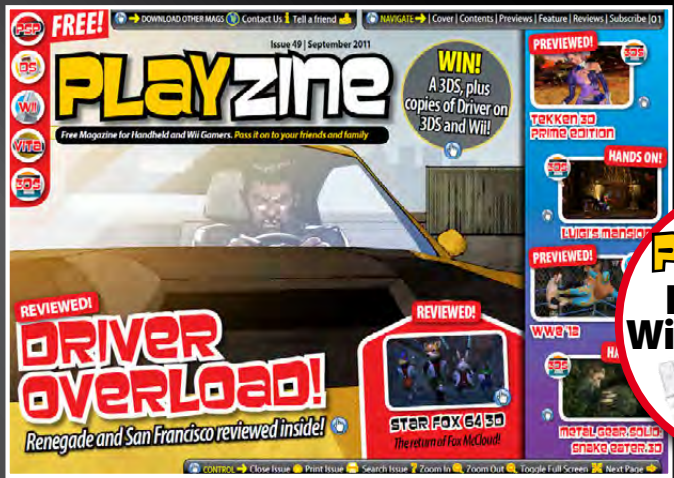 FREE!
DOWNLOAD OTHER MAGS Contact Us Tell a friend
NAVIGATE | Cover | Contents | Previews | Feature | Reviews | Subscribe |01
PSP
DS
Wii
VITA
3DS
Issue 49 | September 2011
PLAYZINE
Free Magazine for Handheld and Wii Gamers. Pass it on to your friends and family
WIN!
A 3DS, plus
copies of Driver on
3DS and Wii!
PREVIEWED!
3DS
TEKKEN 3D
PRIME EDITION
HANDS ON!
3DS
LUIGI'S MANSION
PREVIEWED!
WWE '12
3DS
METAL GEAR SOLID:
SNAKE EATER 3D
REVIEWED!
DRIVER
OVERLOAD!
Renegade and San Francisco reviewed inside!
REVIEWED!
STAR FOX 64 3D
The return of Fox McCloud!
CONTROL Close Issue Print Issue Search Issue Zoom In Zoom Out Toggle Full Screen Next Page